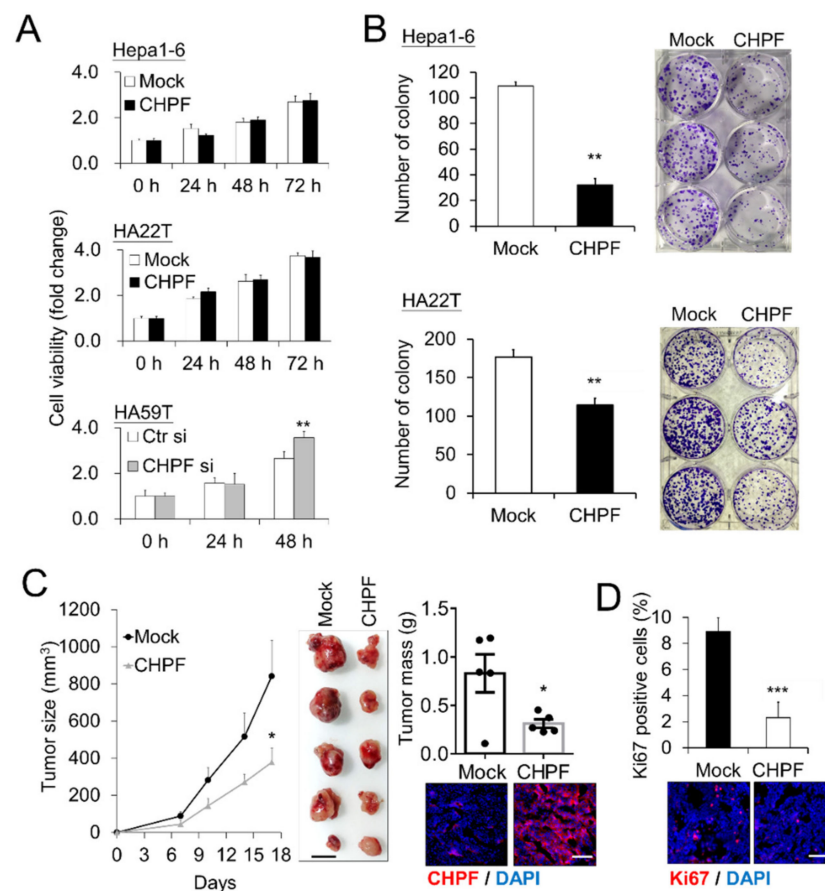 A
Hepa1-6
4.0
2.0
0.0
Mock
CHPF
0 h 24 h 48 h 72 h
HA22T
4.0
2.0
0.0
Mock
CHPF
0 h 24 h 48 h 72 h
HA59T
4.0
2.0
0.0
Ctr si
CHPF si
**
0 h 24 h 48 h
Cell viability (fold change)
B
Hepa1-6
Number of colony
120
100
80
60
40
20
0
**
Mock CHPF
Mock CHPF
HA22T
Number of colony
250
200
150
100
50
0
**
Mock CHPF
Mock CHPF
C
Tumor size (mm3)
1200
1000
800
600
400
200
0
Mock
CHPF
*
0 3 6 9 12 15 18
Days
Mock
CHPF
Tumor mass (g)
1.5
1.0
0.5
0.0
*
Mock CHPF
CHPF / DAPI
D
Ki67 positive cells (%)
10
8
6
4
2
0
***
Mock CHPF
Ki67 / DAPI